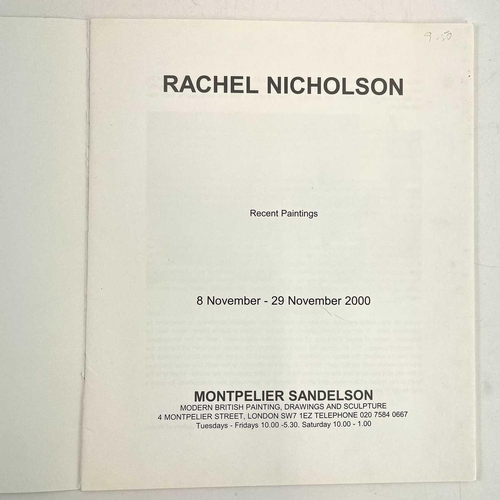 9.50
RACHEL NICHOLSON
Recent Paintings
8 November - 29 November 2000
MONTPELIER SANDELSON
MODERN BRITISH PAINTING, DRAWINGS AND SCULPTURE
4 MONTPELIER STREET, LONDON SW7 1EZ TELEPHONE 020 7584 0667
Tuesdays - Fridays 10.00 -5.30. Saturday 10.00 - 1.00